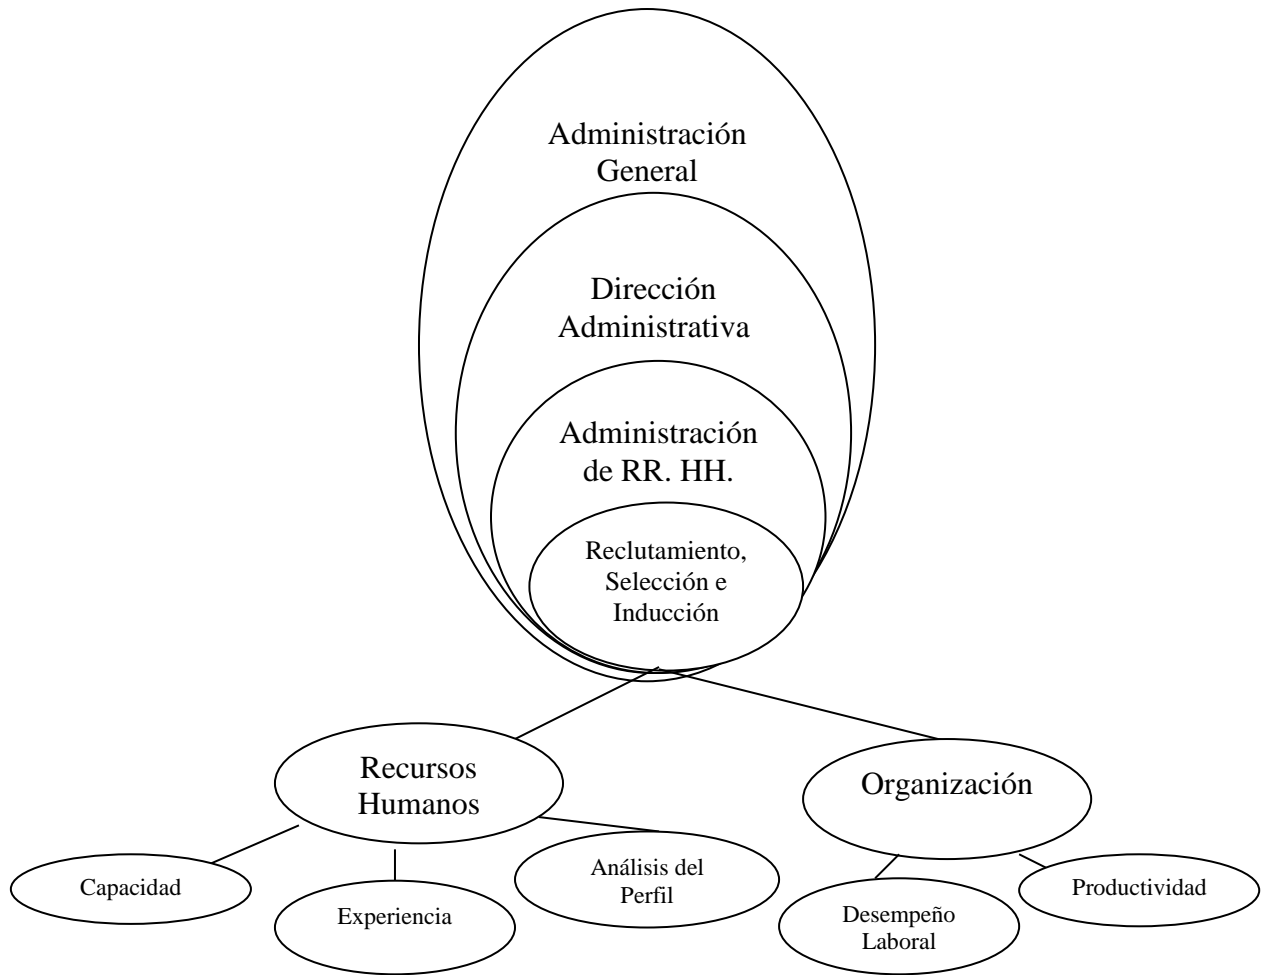 Administración
General
Dirección
Administrativa
Administración
de RR. HH.
Reclutamiento,
Selección e
Inducción
Recursos
Humanos
Organización
Capacidad
Experiencia
Análisis del
Perfil
Desempeño
Laboral
Productividad